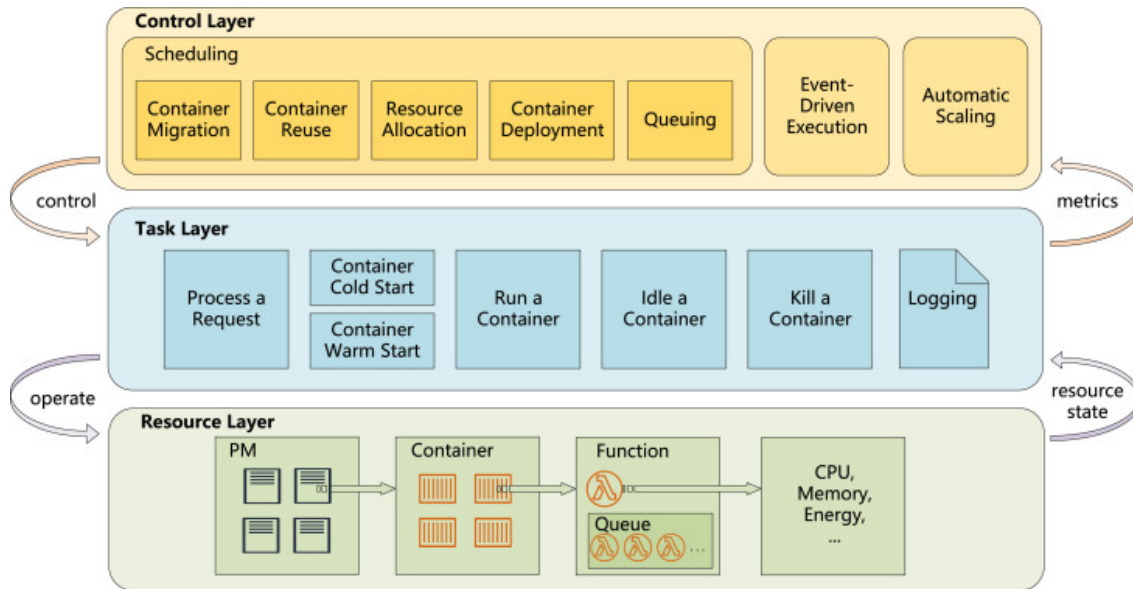 Control Layer
Scheduling
Container
Migration
Container
Reuse
Resource
Allocation
Container
Deployment
Queuing
Event-
Driven
Execution
Automatic
Scaling
control
metrics
Task Layer
Process a
Request
Container
Cold Start
Container
Warm Start
Run a
Container
Idle a
Container
Kill a
Container
Logging
operate
resource
state
Resource Layer
PM
Container
Function
λ
Queue
λ λ λ ...
CPU,
Memory,
Energy,
...